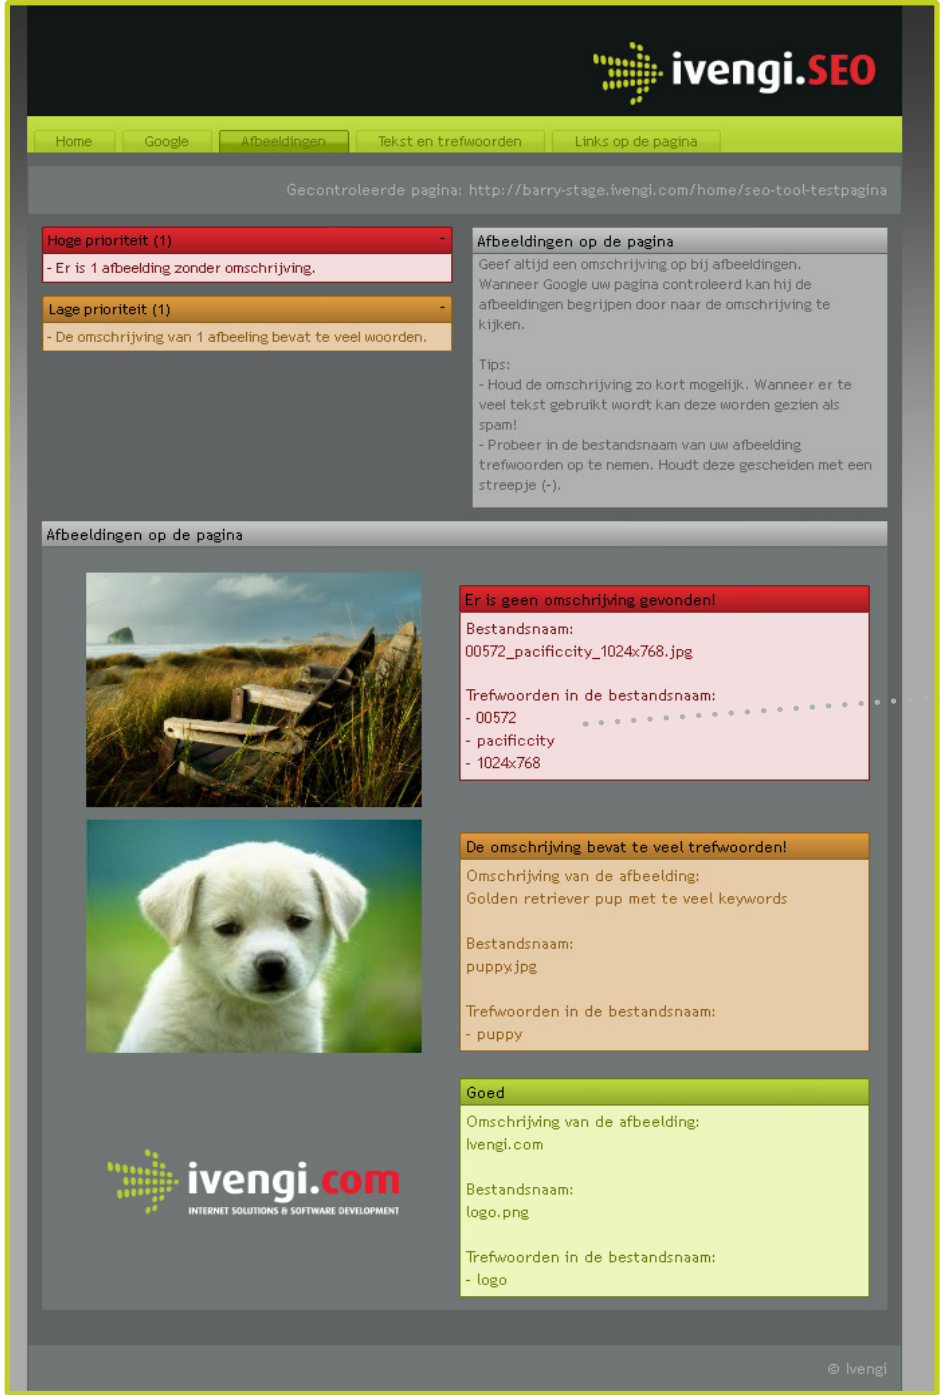 ivengi.SEO
Home Google Afbeeldingen Tekst en trefwoorden Links op de pagina
Gecontroleerde pagina: http://barry-stage.ivengi.com/home/seo-tool-testpagina
Hoge prioriteit (1) -
- Er is 1 afbeelding zonder omschrijving.
Lage prioriteit (1) -
- De omschrijving van 1 afbeeling bevat te veel woorden.
Afbeeldingen op de pagina
Geef altijd een omschrijving op bij afbeeldingen.
Wanneer Google uw pagina controleerd kan hij de
afbeeldingen begrijpen door naar de omschrijving te
kijken.
Tips:
- Houd de omschrijving zo kort mogelijk. Wanneer er te
veel tekst gebruikt wordt kan deze worden gezien als
spam!
- Probeer in de bestandsnaam van uw afbeelding
trefwoorden op te nemen. Houdt deze gescheiden met een
streepje (-).
Afbeeldingen op de pagina
Er is geen omschrijving gevonden!
Bestandsnaam:
00572_pacificcity_1024x768.jpg
Trefwoorden in de bestandsnaam:
- 00572
- pacificcity
- 1024x768
De omschrijving bevat te veel trefwoorden!
Omschrijving van de afbeelding:
Golden retriever pup met te veel keywords
Bestandsnaam:
puppy.jpg
Trefwoorden in de bestandsnaam:
- puppy
ivengi.com
INTERNET SOLUTIONS & SOFTWARE DEVELOPMENT
Goed
Omschrijving van de afbeelding:
Ivengi.com
Bestandsnaam:
logo.png
Trefwoorden in de bestandsnaam:
- logo
© Ivengi